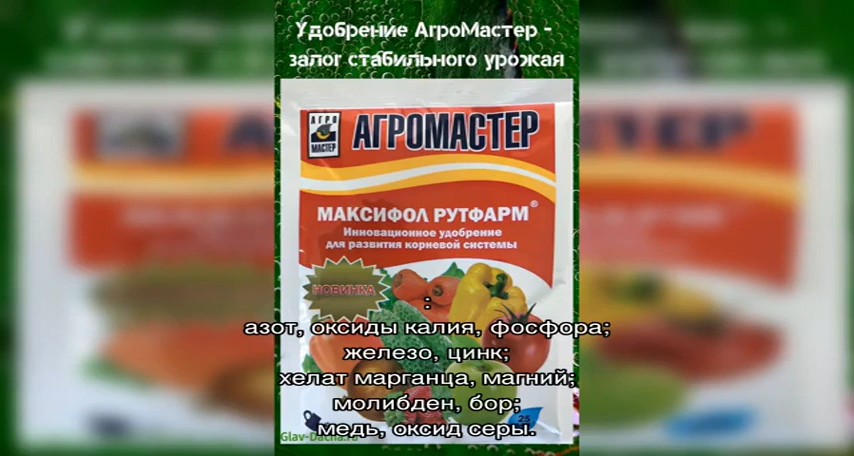 Удобрение АгроМастер -
залог стабильного урожая
АГРО
МАСТЕР
АГРОМАСТЕР
МАКСИФОЛ РУТФАРМ®
Инновационное удобрение
для развития корневой системы
НОВИНКА
:
азот, оксиды калия, фосфора;
железо, цинк;
хелат марганца, магний;
молибден, бор;
медь, оксид серы.
25
Glav-Dacha.ru